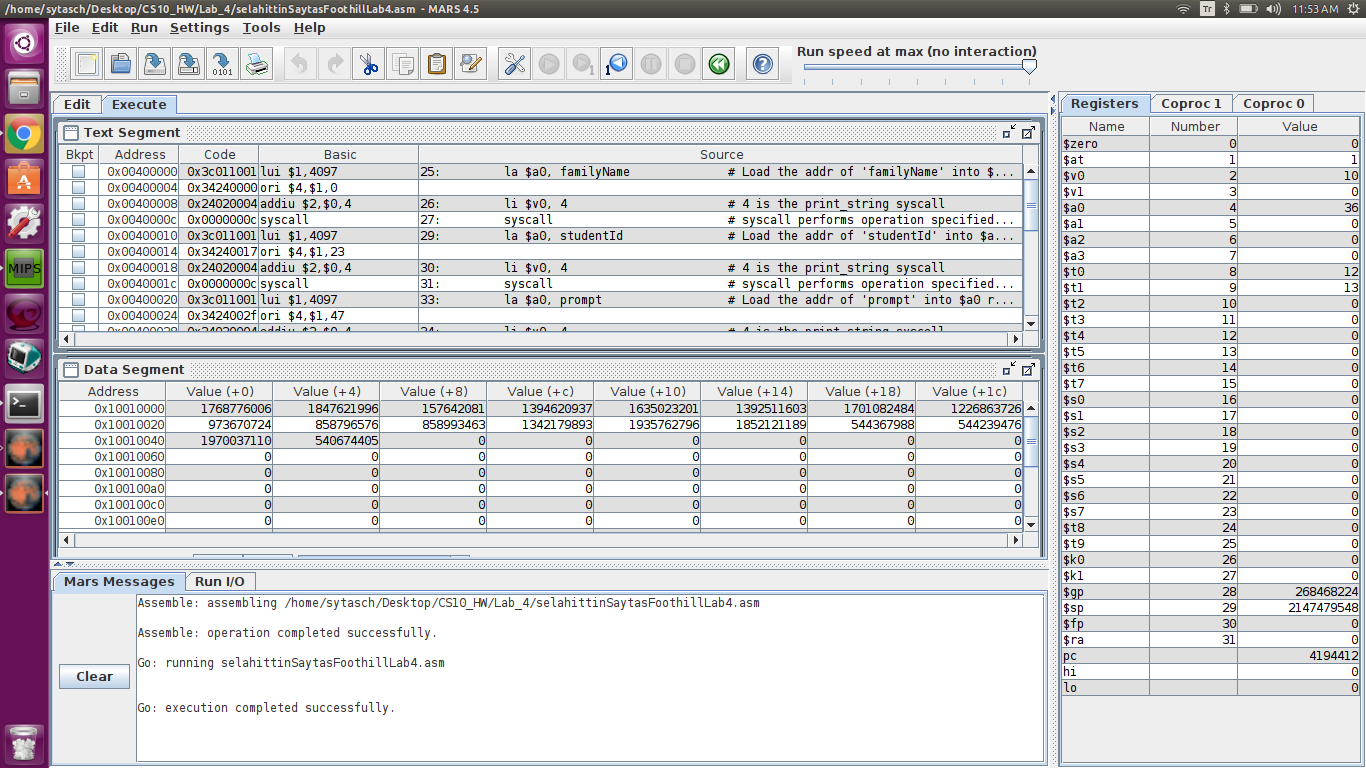 /home/sytasch/Desktop/CS10_HW/Lab_4/selahittinSaytasFoothillLab4.asm - MARS 4.5
Tr
11:53 AM
File Edit Run Settings Tools Help
Run speed at max (no interaction)
Edit Execute
Text Segment
Bkpt Address Code Basic Source
0x00400000 0x3c011001 lui $1,4097 25: la $a0, familyName # Load the addr of 'familyName' into $...
0x00400004 0x34240000 ori $4,$1,0
0x00400008 0x24020004 addiu $2,$0,4 26: li $v0, 4 # 4 is the print_string syscall
0x0040000c 0x0000000c syscall 27: syscall # syscall performs operation specified...
0x00400010 0x3c011001 lui $1,4097 29: la $a0, studentId # Load the addr of 'studentId' into $a...
0x00400014 0x34240017 ori $4,$1,23
0x00400018 0x24020004 addiu $2,$0,4 30: li $v0, 4 # 4 is the print_string syscall
0x0040001c 0x0000000c syscall 31: syscall # syscall performs operation specified...
0x00400020 0x3c011001 lui $1,4097 33: la $a0, prompt # Load the addr of 'prompt' into $a0 r...
0x00400024 0x3424002f ori $4,$1,47
0x00400028 0x24020004 addiu $2,$0,4 34: li $v0, 4 # 4 is the print_string syscall
Data Segment
Address Value (+0) Value (+4) Value (+8) Value (+c) Value (+10) Value (+14) Value (+18) Value (+1c)
0x10010000 1768776006 1847621996 157642081 1394620937 1635023201 1392511603 1701082484 1226863726
0x10010020 973670724 858796576 858993463 1342179893 1935762796 1852121189 544367988 544239476
0x10010040 1970037110 540674405 0 0 0 0 0 0
0x10010060 0 0 0 0 0 0 0 0
0x10010080 0 0 0 0 0 0 0 0
0x100100a0 0 0 0 0 0 0 0 0
0x100100c0 0 0 0 0 0 0 0 0
0x100100e0 0 0 0 0 0 0 0 0
Mars Messages Run I/O
Clear
Assemble: assembling /home/sytasch/Desktop/CS10_HW/Lab_4/selahittinSaytasFoothillLab4.asm
Assemble: operation completed successfully.
Go: running selahittinSaytasFoothillLab4.asm
Go: execution completed successfully.
Registers Coproc 1 Coproc 0
Name Number Value
$zero 0 0
$at 1 1
$v0 2 10
$v1 3 0
$a0 4 36
$a1 5 0
$a2 6 0
$a3 7 0
$t0 8 12
$t1 9 13
$t2 10 0
$t3 11 0
$t4 12 0
$t5 13 0
$t6 14 0
$t7 15 0
$s0 16 0
$s1 17 0
$s2 18 0
$s3 19 0
$s4 20 0
$s5 21 0
$s6 22 0
$s7 23 0
$t8 24 0
$t9 25 0
$k0 26 0
$k1 27 0
$gp 28 268468224
$sp 29 2147479548
$fp 30 0
$ra 31 0
pc 4194412
hi 0
lo 0
MIPS